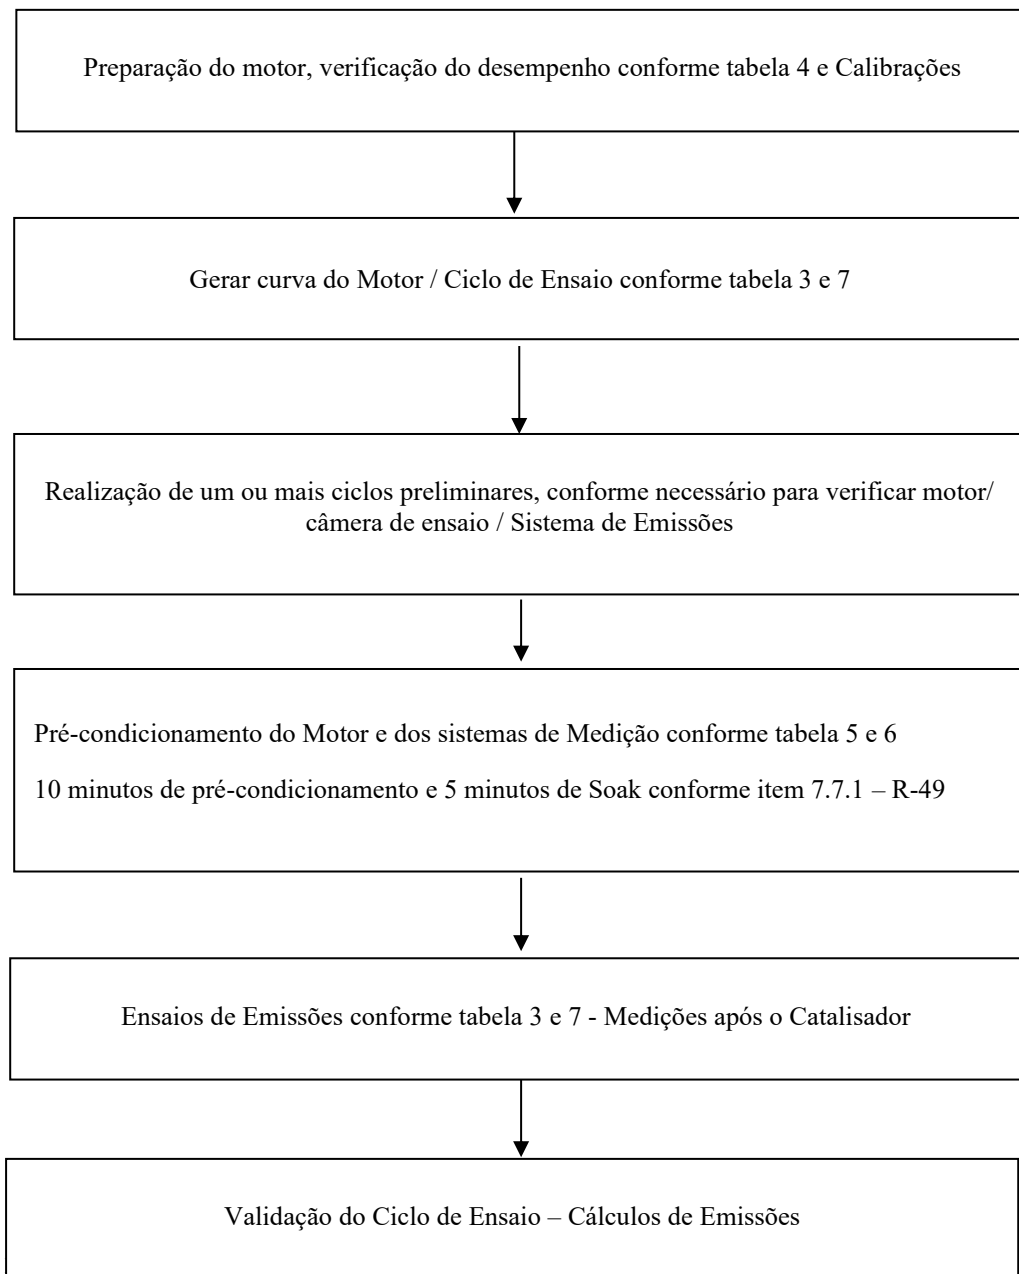 Preparação do motor, verificação do desempenho conforme tabela 4 e Calibrações
Gerar curva do Motor / Ciclo de Ensaio conforme tabela 3 e 7
Realização de um ou mais ciclos preliminares, conforme necessário para verificar motor/
câmera de ensaio / Sistema de Emissões
Pré-condicionamento do Motor e dos sistemas de Medição conforme tabela 5 e 6
10 minutos de pré-condicionamento e 5 minutos de Soak conforme item 7.7.1 – R-49
Ensaios de Emissões conforme tabela 3 e 7 - Medições após o Catalisador
Validação do Ciclo de Ensaio – Cálculos de Emissões